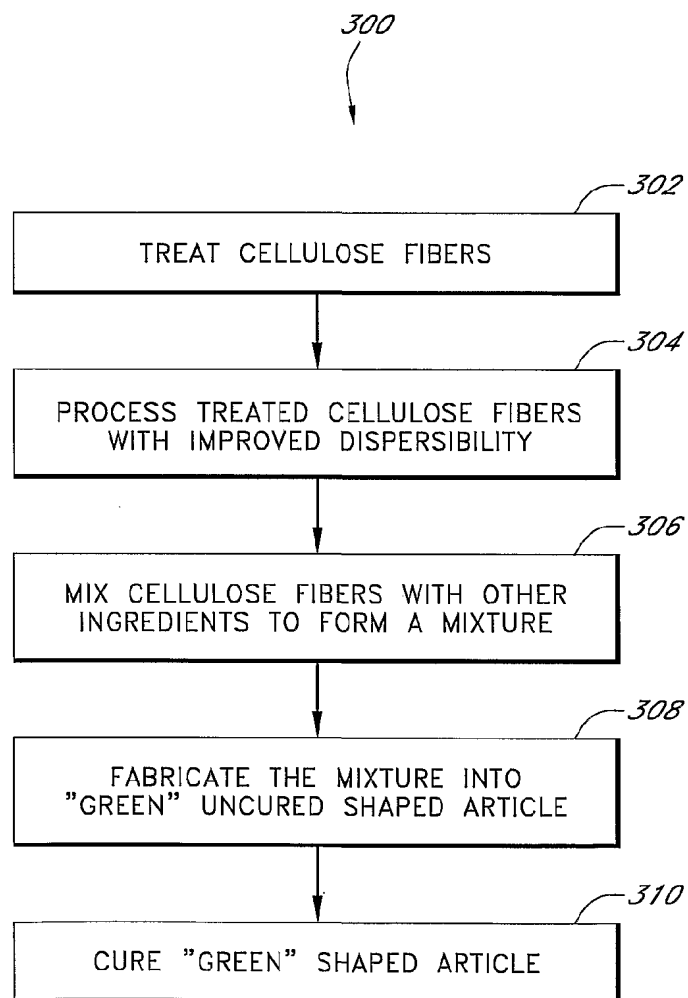 300
302
TREAT CELLULOSE FIBERS
304
PROCESS TREATED CELLULOSE FIBERS
WITH IMPROVED DISPERSIBILITY
306
MIX CELLULOSE FIBERS WITH OTHER
INGREDIENTS TO FORM A MIXTURE
308
FABRICATE THE MIXTURE INTO
"GREEN" UNCURED SHAPED ARTICLE
310
CURE "GREEN" SHAPED ARTICLE